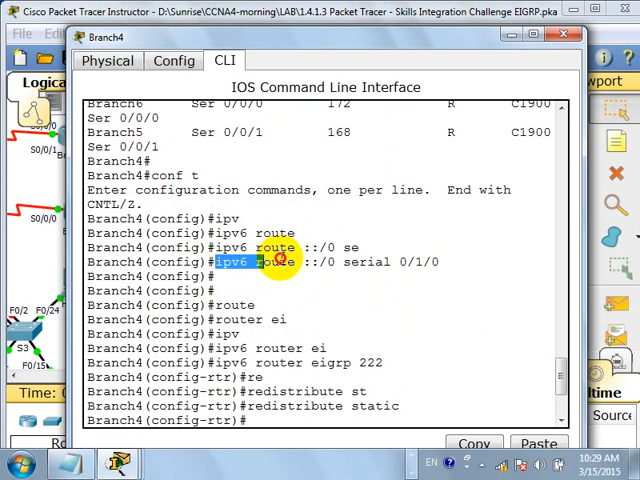 Cisco Packet Tracer Instructor - D:\Sunrise\CCNA4-morning\LAB\1.4.1.3 Packet Tracer - Skills Integration Challenge EIGRP.pka
File
Branch4
Physical
Config
CLI
Logical
wport
IOS Command Line Interface
Branch6 Ser 0/0/0 172 R C1900
Ser 0/0/0
Branch5 Ser 0/0/1 168 R C1900
Ser 0/0/1
Branch4#
Branch4#conf t
Enter configuration commands, one per line. End with
CNTL/Z.
Branch4(config)#ipv
Branch4(config)#ipv6 route
Branch4(config)#ipv6 route ::/0 se
Branch4(config)#ipv6 route ::/0 serial 0/1/0
Branch4(config)#
Branch4(config)#
Branch4(config)#route
Branch4(config)#router ei
Branch4(config)#ipv
Branch4(config)#ipv6 router ei
Branch4(config)#ipv6 router eigrp 222
Branch4(config-rtr)#re
Branch4(config-rtr)#redistribute st
Branch4(config-rtr)#redistribute static
Branch4(config-rtr)#
S0/0/1
S0/0/1
F0/2
F0/24
S3
F0/15
Time: 0
Sourc
Copy
Paste
EN
10:29 AM
3/15/2015